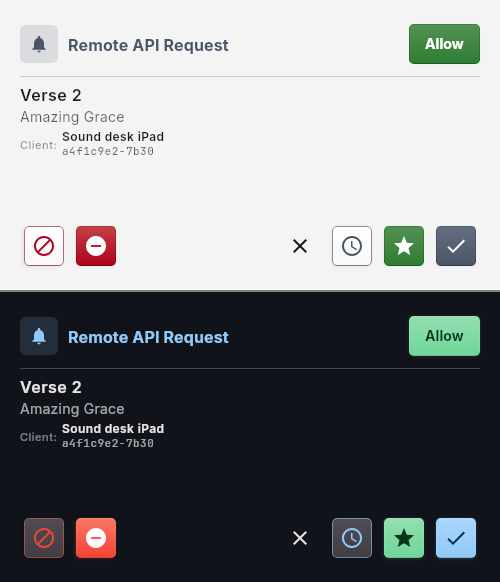 Remote API Request
Allow
Verse 2
Amazing Grace
Client: Sound desk iPad
a4f1c9e2-7b30
Remote API Request
Allow
Verse 2
Amazing Grace
Client: Sound desk iPad
a4f1c9e2-7b30